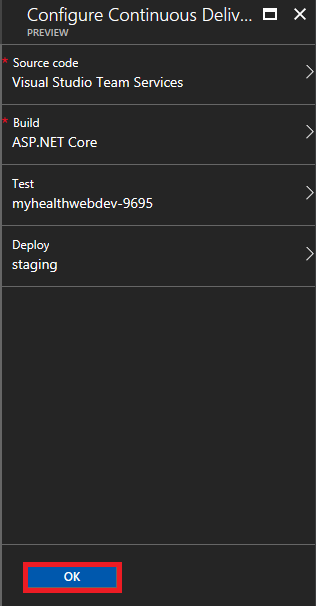 Configure Continuous Deliv...
PREVIEW
* Source code
Visual Studio Team Services
* Build
ASP.NET Core
Test
myhealthwebdev-9695
Deploy
staging
OK